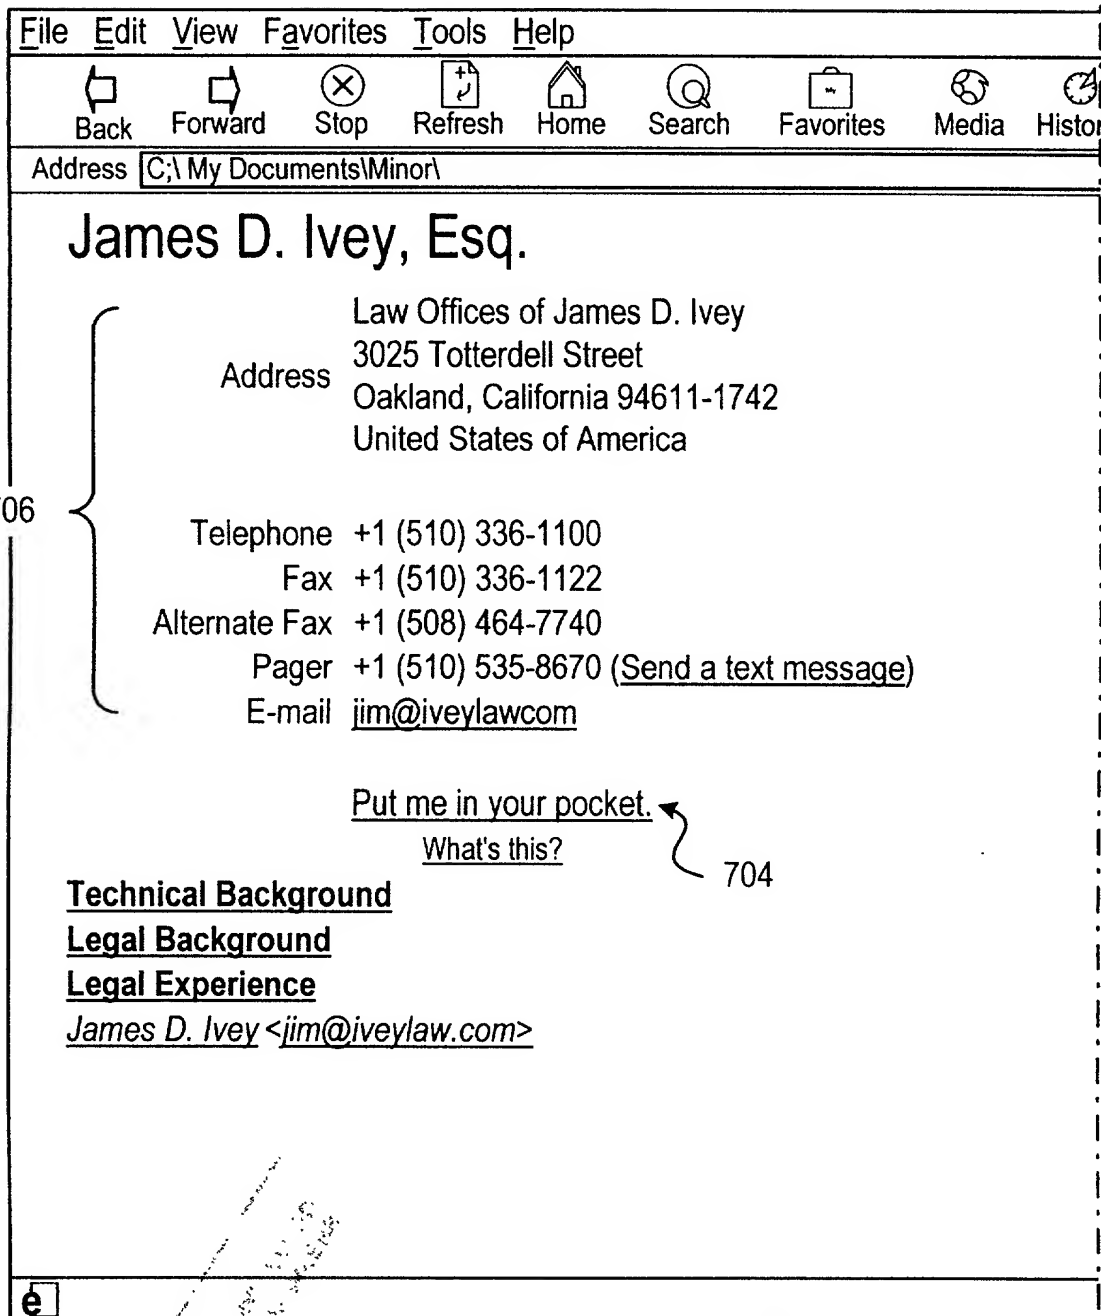 File Edit View Favorites Tools Help
Back Forward Stop Refresh Home Search Favorites Media Histor
Address C;\ My Documents\Minor\
James D. Ivey, Esq.
Address
Law Offices of James D. Ivey
3025 Totterdell Street
Oakland, California 94611-1742
United States of America
06
Telephone +1 (510) 336-1100
Fax +1 (510) 336-1122
Alternate Fax +1 (508) 464-7740
Pager +1 (510) 535-8670 (Send a text message)
E-mail jim@iveylawcom
Put me in your pocket.
What's this?
704
Technical Background
Legal Background
Legal Experience
James D. Ivey <jim@iveylaw.com>
e